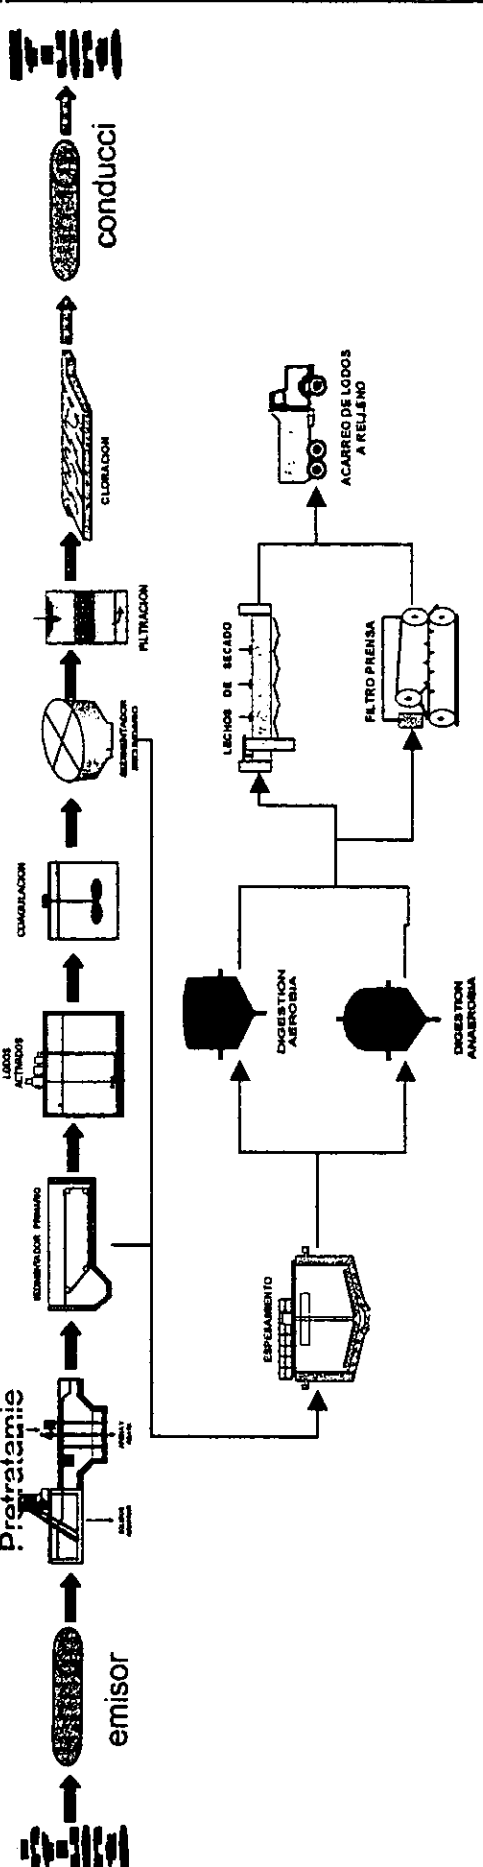 emisor
Pretratamie
SEDIMENTADOR PRIMARIO
LODOS
ACTIVADOS
COAGULACION
SEDIMENTADOR
SECUNDARIO
FILTRACION
CLORACION
conducci
ESPESAMIENTO
DIGESTION
AEROBIA
DIGESTION
ANAEROBIA
LECHOS DE SECADO
FILTRO PRENSA
ACARREO DE LODOS
A RELLENO